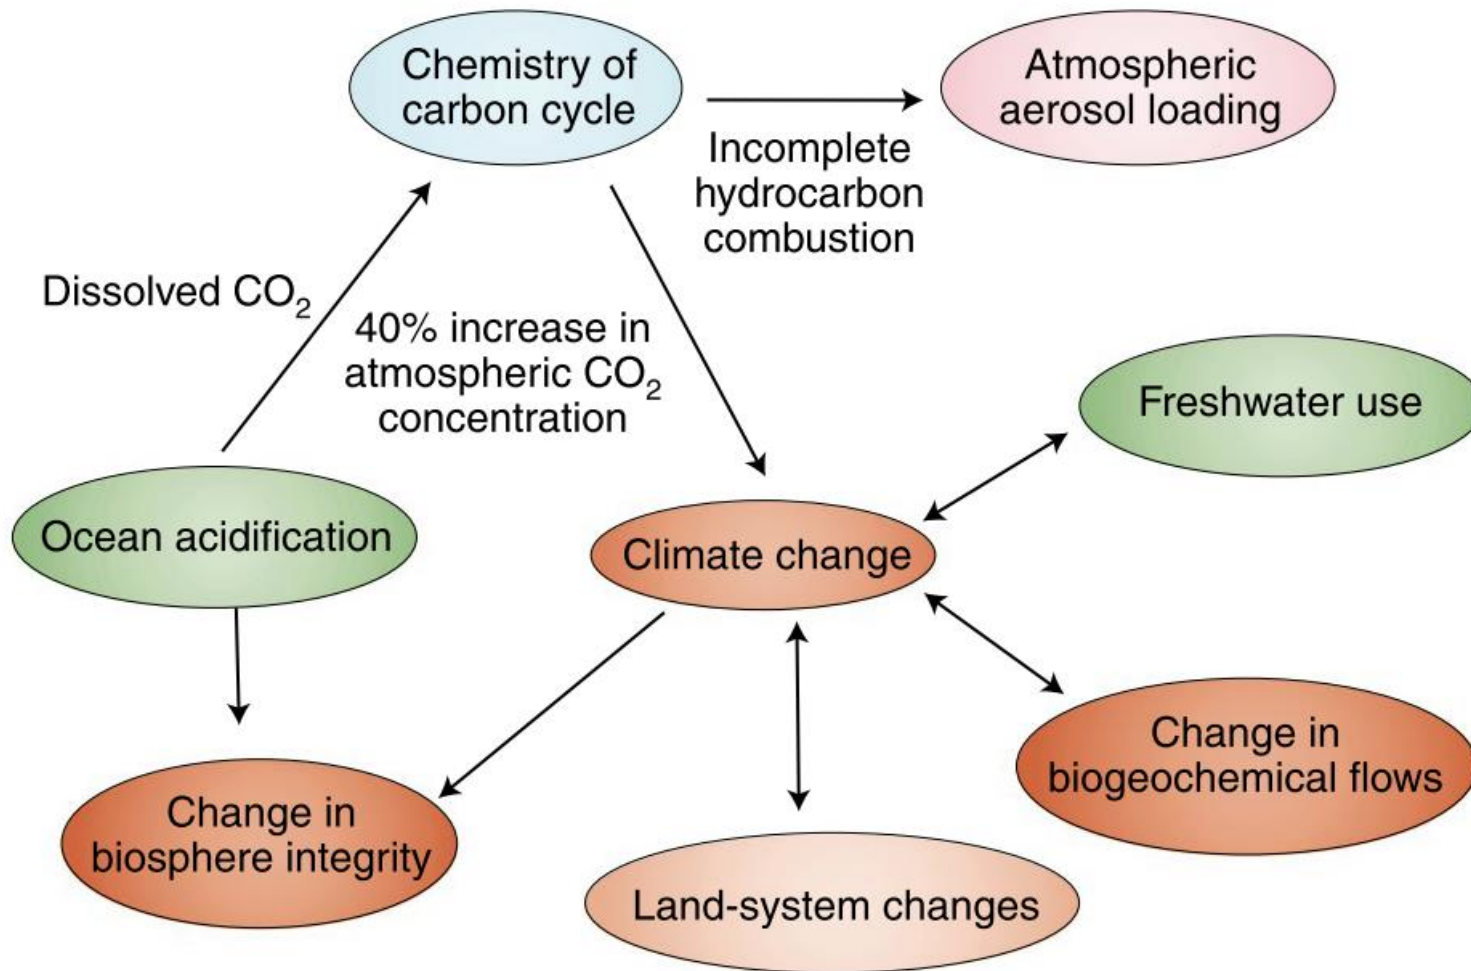 Chemistry of
carbon cycle
Atmospheric
aerosol loading
Incomplete
hydrocarbon
combustion
Dissolved CO₂
40% increase in
atmospheric CO₂
concentration
Freshwater use
Ocean acidification
Climate change
Change in
biogeochemical flows
Change in
biosphere integrity
Land-system changes